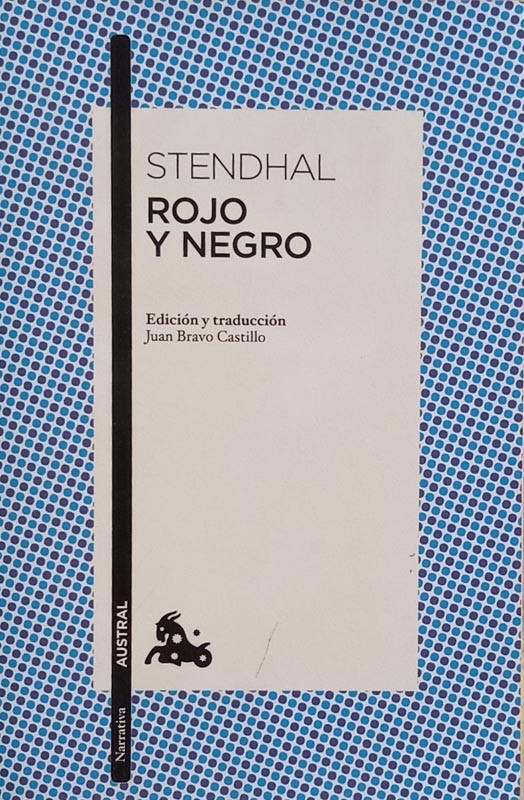 STENDHAL
ROJO
Y NEGRO
Edición y traducción
Juan Bravo Castillo
AUSTRAL
Narrativa